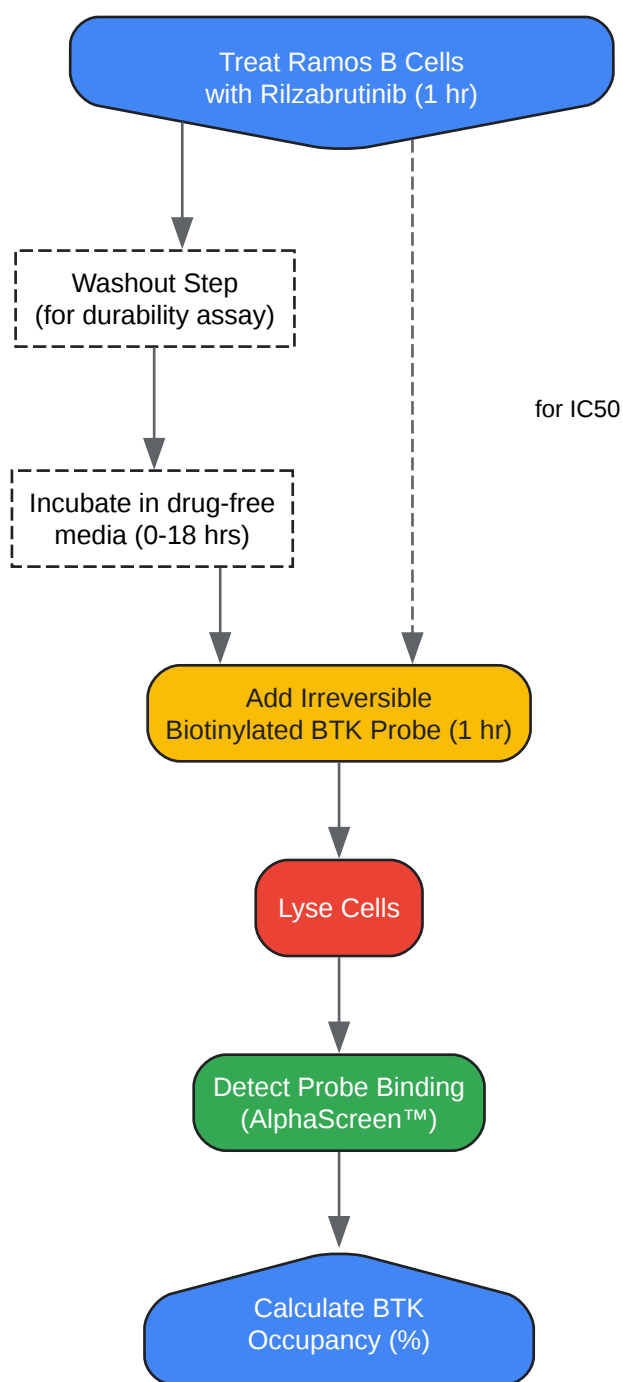 Treat Ramos B Cells
with Rilzabrutinib (1 hr)
Washout Step
(for durability assay)
for IC50
Incubate in drug-free
media (0-18 hrs)
Add Irreversible
Biotinylated BTK Probe (1 hr)
Lyse Cells
Detect Probe Binding
(AlphaScreen™)
Calculate BTK
Occupancy (%)